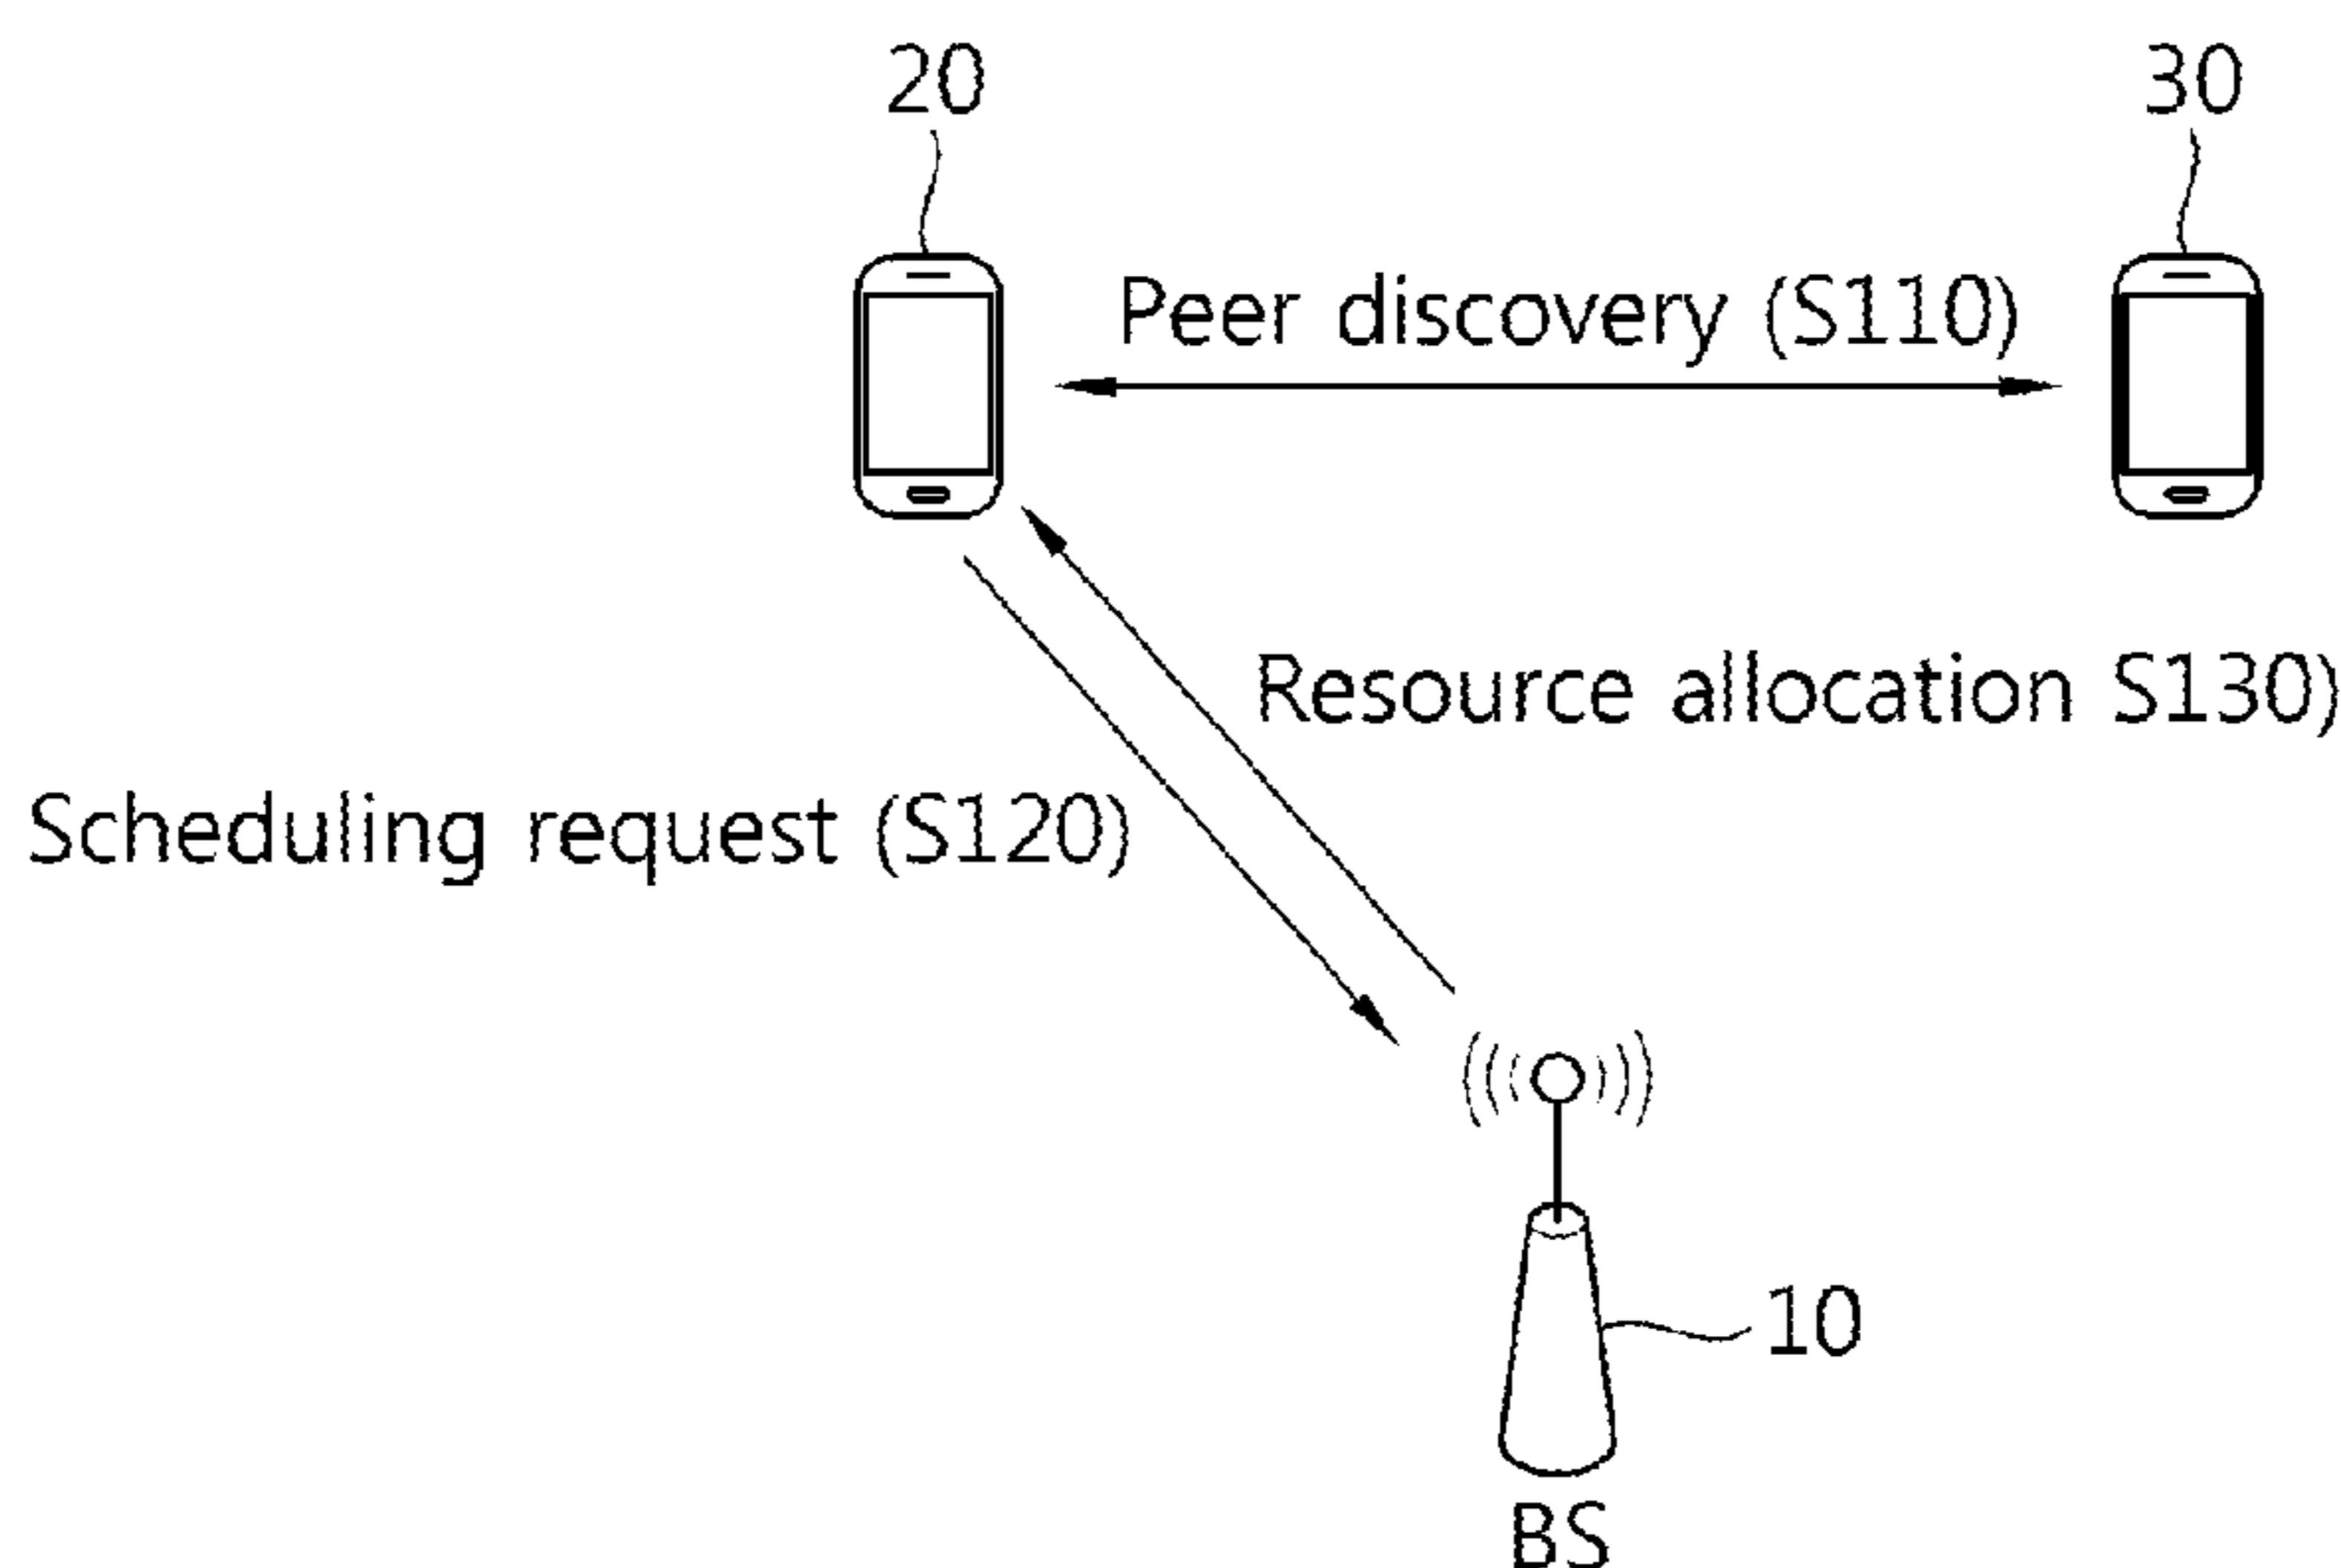 20
30
Peer discovery (S110)
Resource allocation S130)
Scheduling request (S120)
10
BS